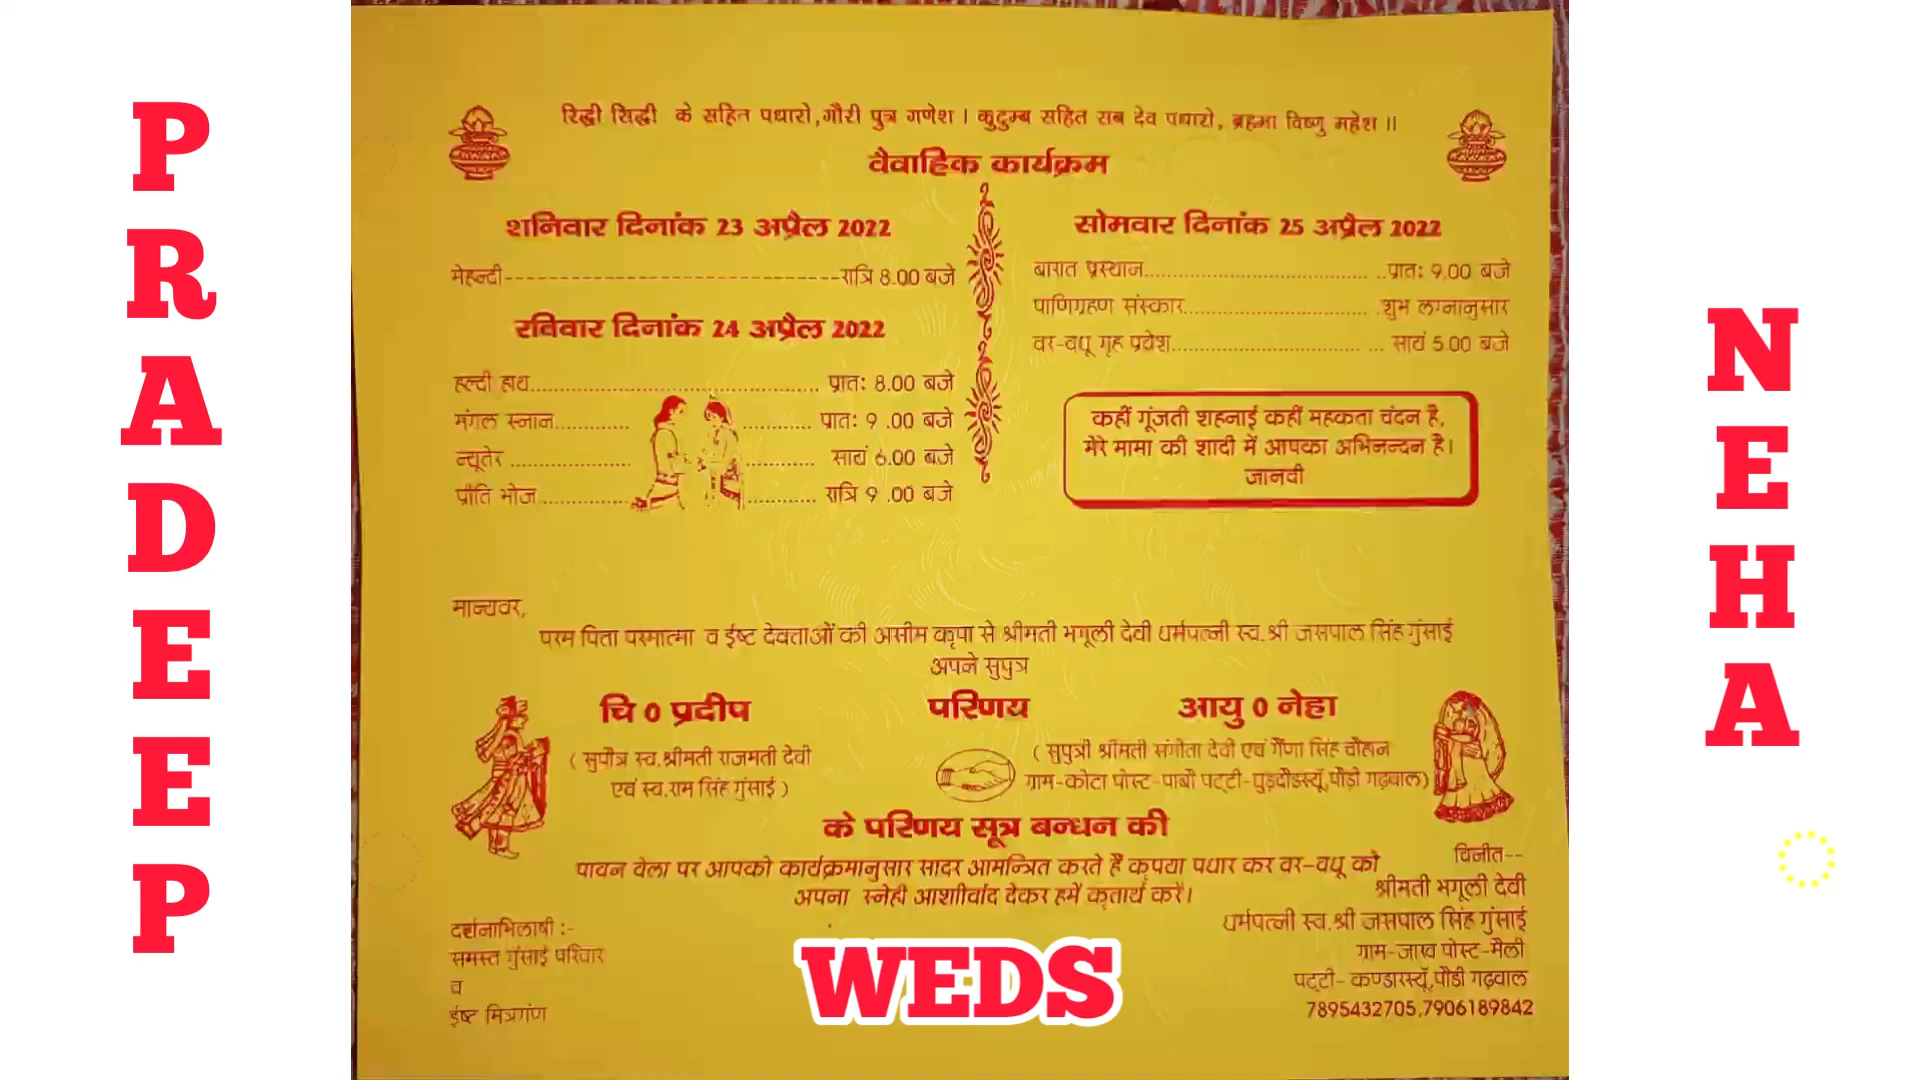 PRADEEP
रिद्धी सिद्धी के सहित पधारो,गौरी पुत्र गणेश । कुटुम्ब सहित सब देव पधारो, ब्रहमा विष्णु महेश ।।
वैवाहिक कार्यक्रम
शनिवार दिनांक 23 अप्रैल 2022
मेहन्दी----------------------------------रात्रि 8.00 बजे
रविवार दिनांक 24 अप्रैल 2022
हल्दी हाथ................................ प्रातः 8.00 बजे
मंगल स्नान..................... प्रातः 9 .00 बजे
न्यूतेर ......................... सायं 6.00 बजे
प्रीति भोज..................... रात्रि 9 .00 बजे
सोमवार दिनांक 25 अप्रैल 2022
बारात प्रस्थान............................ ..प्रातः 9.00 बजे
पाणिग्रहण संस्कार........................ .शुभ लग्नानुसार
वर-वधू गृह प्रवेश........................ ... सायं 5.00 बजे
कहीं गूंजती शहनाई कहीं महकता चंदन है,
मेरे मामा की शादी में आपका अभिनन्दन है।
जानवी
मान्यवर,
परम पिता परमात्मा व ईष्ट देवताओं की असीम कृपा से श्रीमती भगूली देवी धर्मपत्नी स्व.श्री जसपाल सिंह गुंसाई
अपने सुपुत्र
चि 0 प्रदीप परिणय आयु 0 नेहा
( सुपौत्र स्व.श्रीमती राजमती देवी
एवं स्व.राम सिंह गुंसाई )
( सुपुत्री श्रीमती संगीता देवी एवं गैंणा सिंह चौहान
ग्राम-कोटा पोस्ट-पाबौ पट्टी-घुड़दौडस्यूँ,पौड़ी गढ़वाल)
के परिणय सूत्र बन्धन की
पावन वेला पर आपको कार्यक्रमानुसार सादर आमन्त्रित करते हैं कृपया पधार कर वर-वधू को
अपना स्नेही आशीर्वाद देकर हमें कृतार्थ करें।
दर्शनाभिलाषी :-
समस्त गुंसाई परिवार
व
ईष्ट मित्रगंण
विनीत--
श्रीमती भगूली देवी
धर्मपत्नी स्व.श्री जसपाल सिंह गुंसाई
ग्राम-जाख पोस्ट-मैली
पट्टी- कण्डारस्यूँ,पौडी गढ़वाल
7895432705,7906189842
WEDS
NEHA